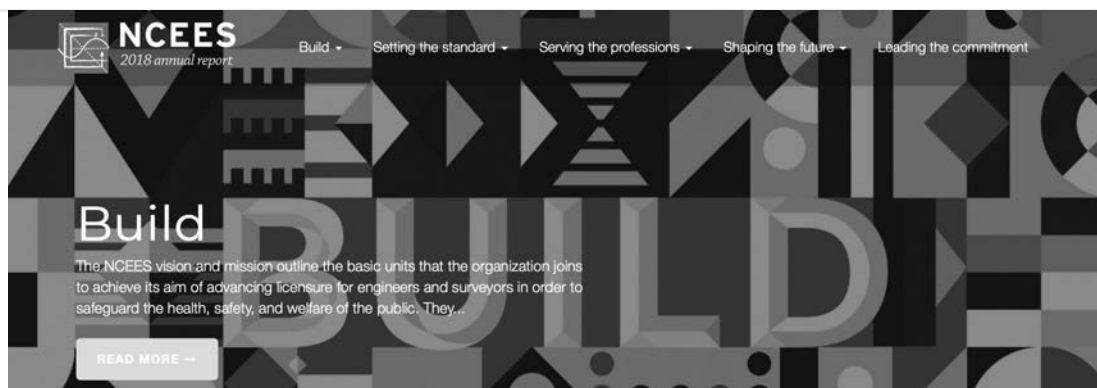 NCEES
2018 annual report
Build Setting the standard Serving the professions Shaping the future Leading the commitment
Build
BUILD
The NCEES vision and mission outline the basic units that the organization joins
to achieve its aim of advancing licensure for engineers and surveyors in order to
safeguard the health, safety, and welfare of the public. They...
READ MORE →